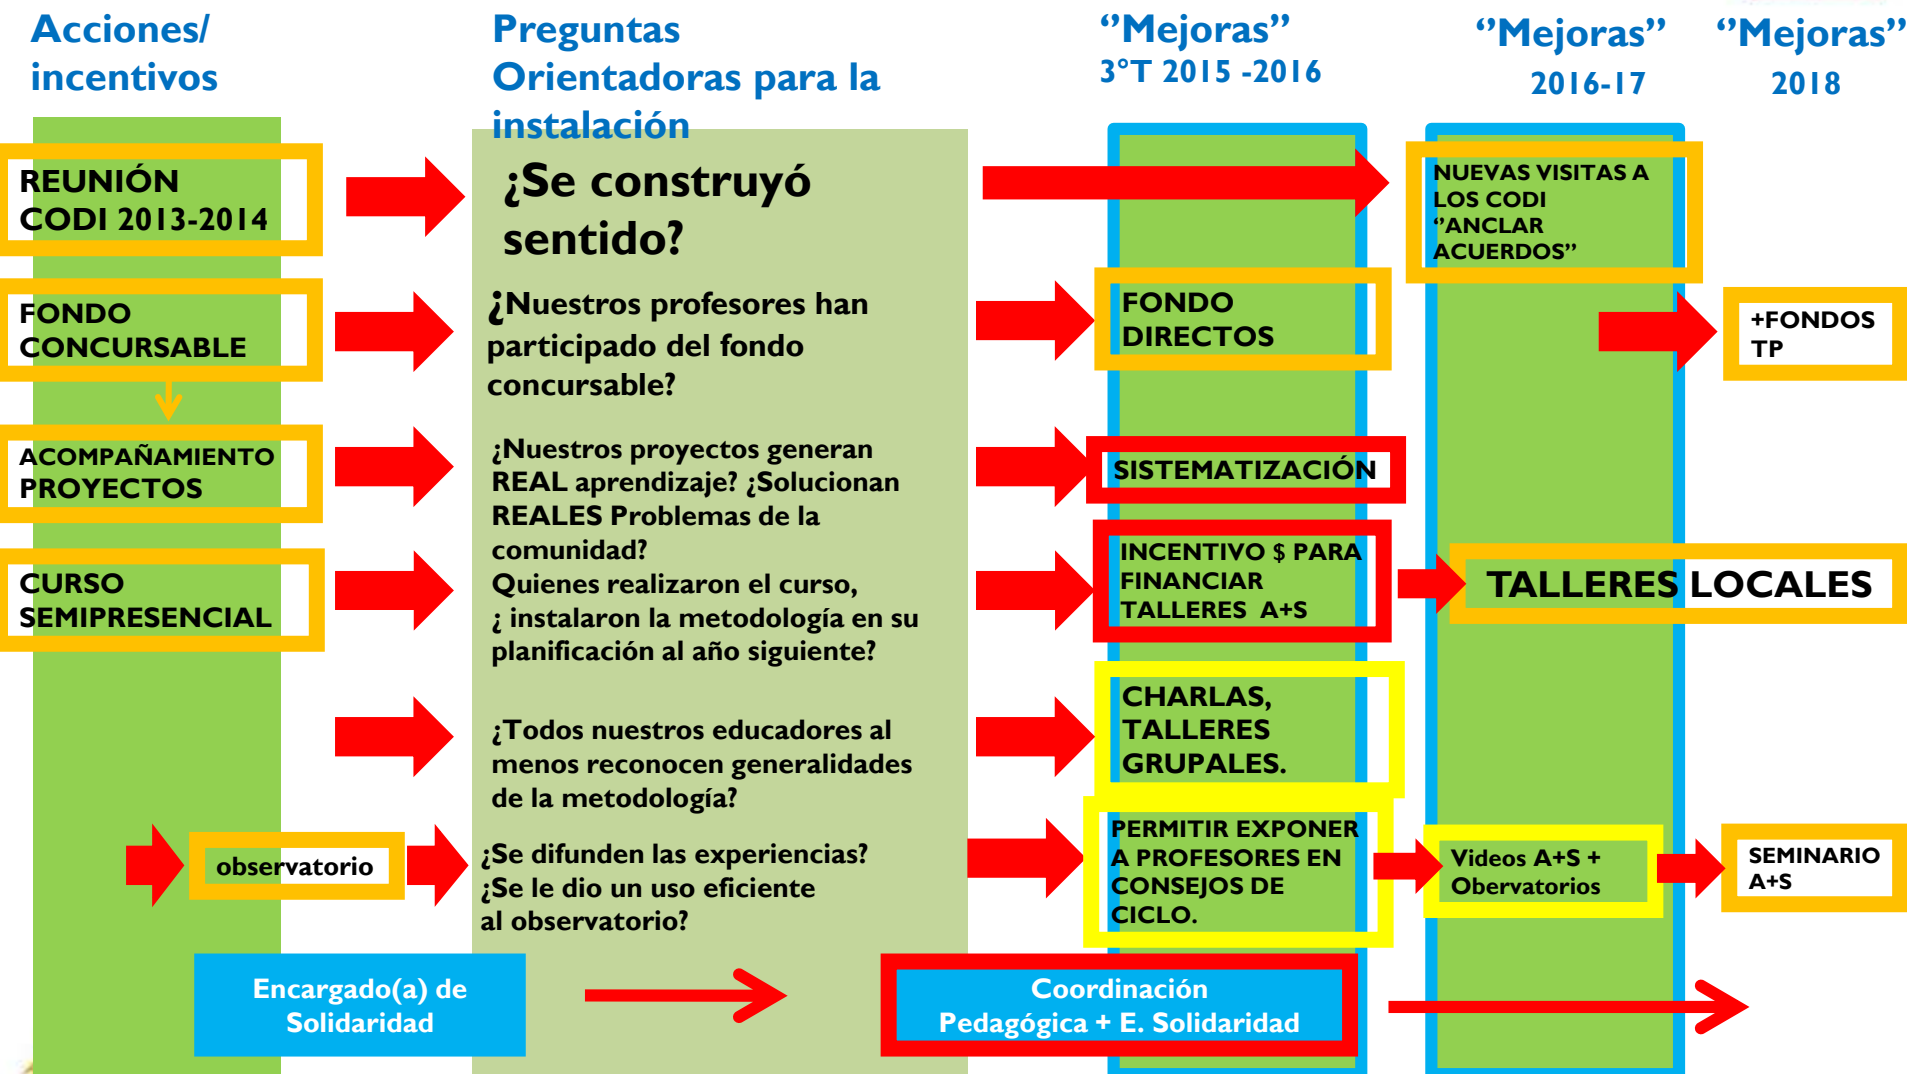 Acciones/
incentivos
Preguntas
Orientadoras para la
instalación
‘’Mejoras’’
3°T 2015 -2016
‘’Mejoras’’
2016-17
‘’Mejoras’’
2018
REUNIÓN
CODI 2013-2014
¿Se construyó
sentido?
NUEVAS VISITAS A
LOS CODI
‘’ANCLAR
ACUERDOS’’
FONDO
CONCURSABLE
¿Nuestros profesores han
participado del fondo
concursable?
FONDO
DIRECTOS
+FONDOS
TP
ACOMPAÑAMIENTO
PROYECTOS
¿Nuestros proyectos generan
REAL aprendizaje? ¿Solucionan
REALES Problemas de la
comunidad?
SISTEMATIZACIÓN
CURSO
SEMIPRESENCIAL
Quienes realizaron el curso,
¿ instalaron la metodología en su
planificación al año siguiente?
INCENTIVO $ PARA
FINANCIAR
TALLERES A+S
TALLERES LOCALES
¿Todos nuestros educadores al
menos reconocen generalidades
de la metodología?
CHARLAS,
TALLERES
GRUPALES.
observatorio
¿Se difunden las experiencias?
¿Se le dio un uso eficiente
al observatorio?
PERMITIR EXPONER
A PROFESORES EN
CONSEJOS DE
CICLO.
Videos A+S +
Obervatorios
SEMINARIO
A+S
Encargado(a) de
Solidaridad
Coordinación
Pedagógica + E. Solidaridad